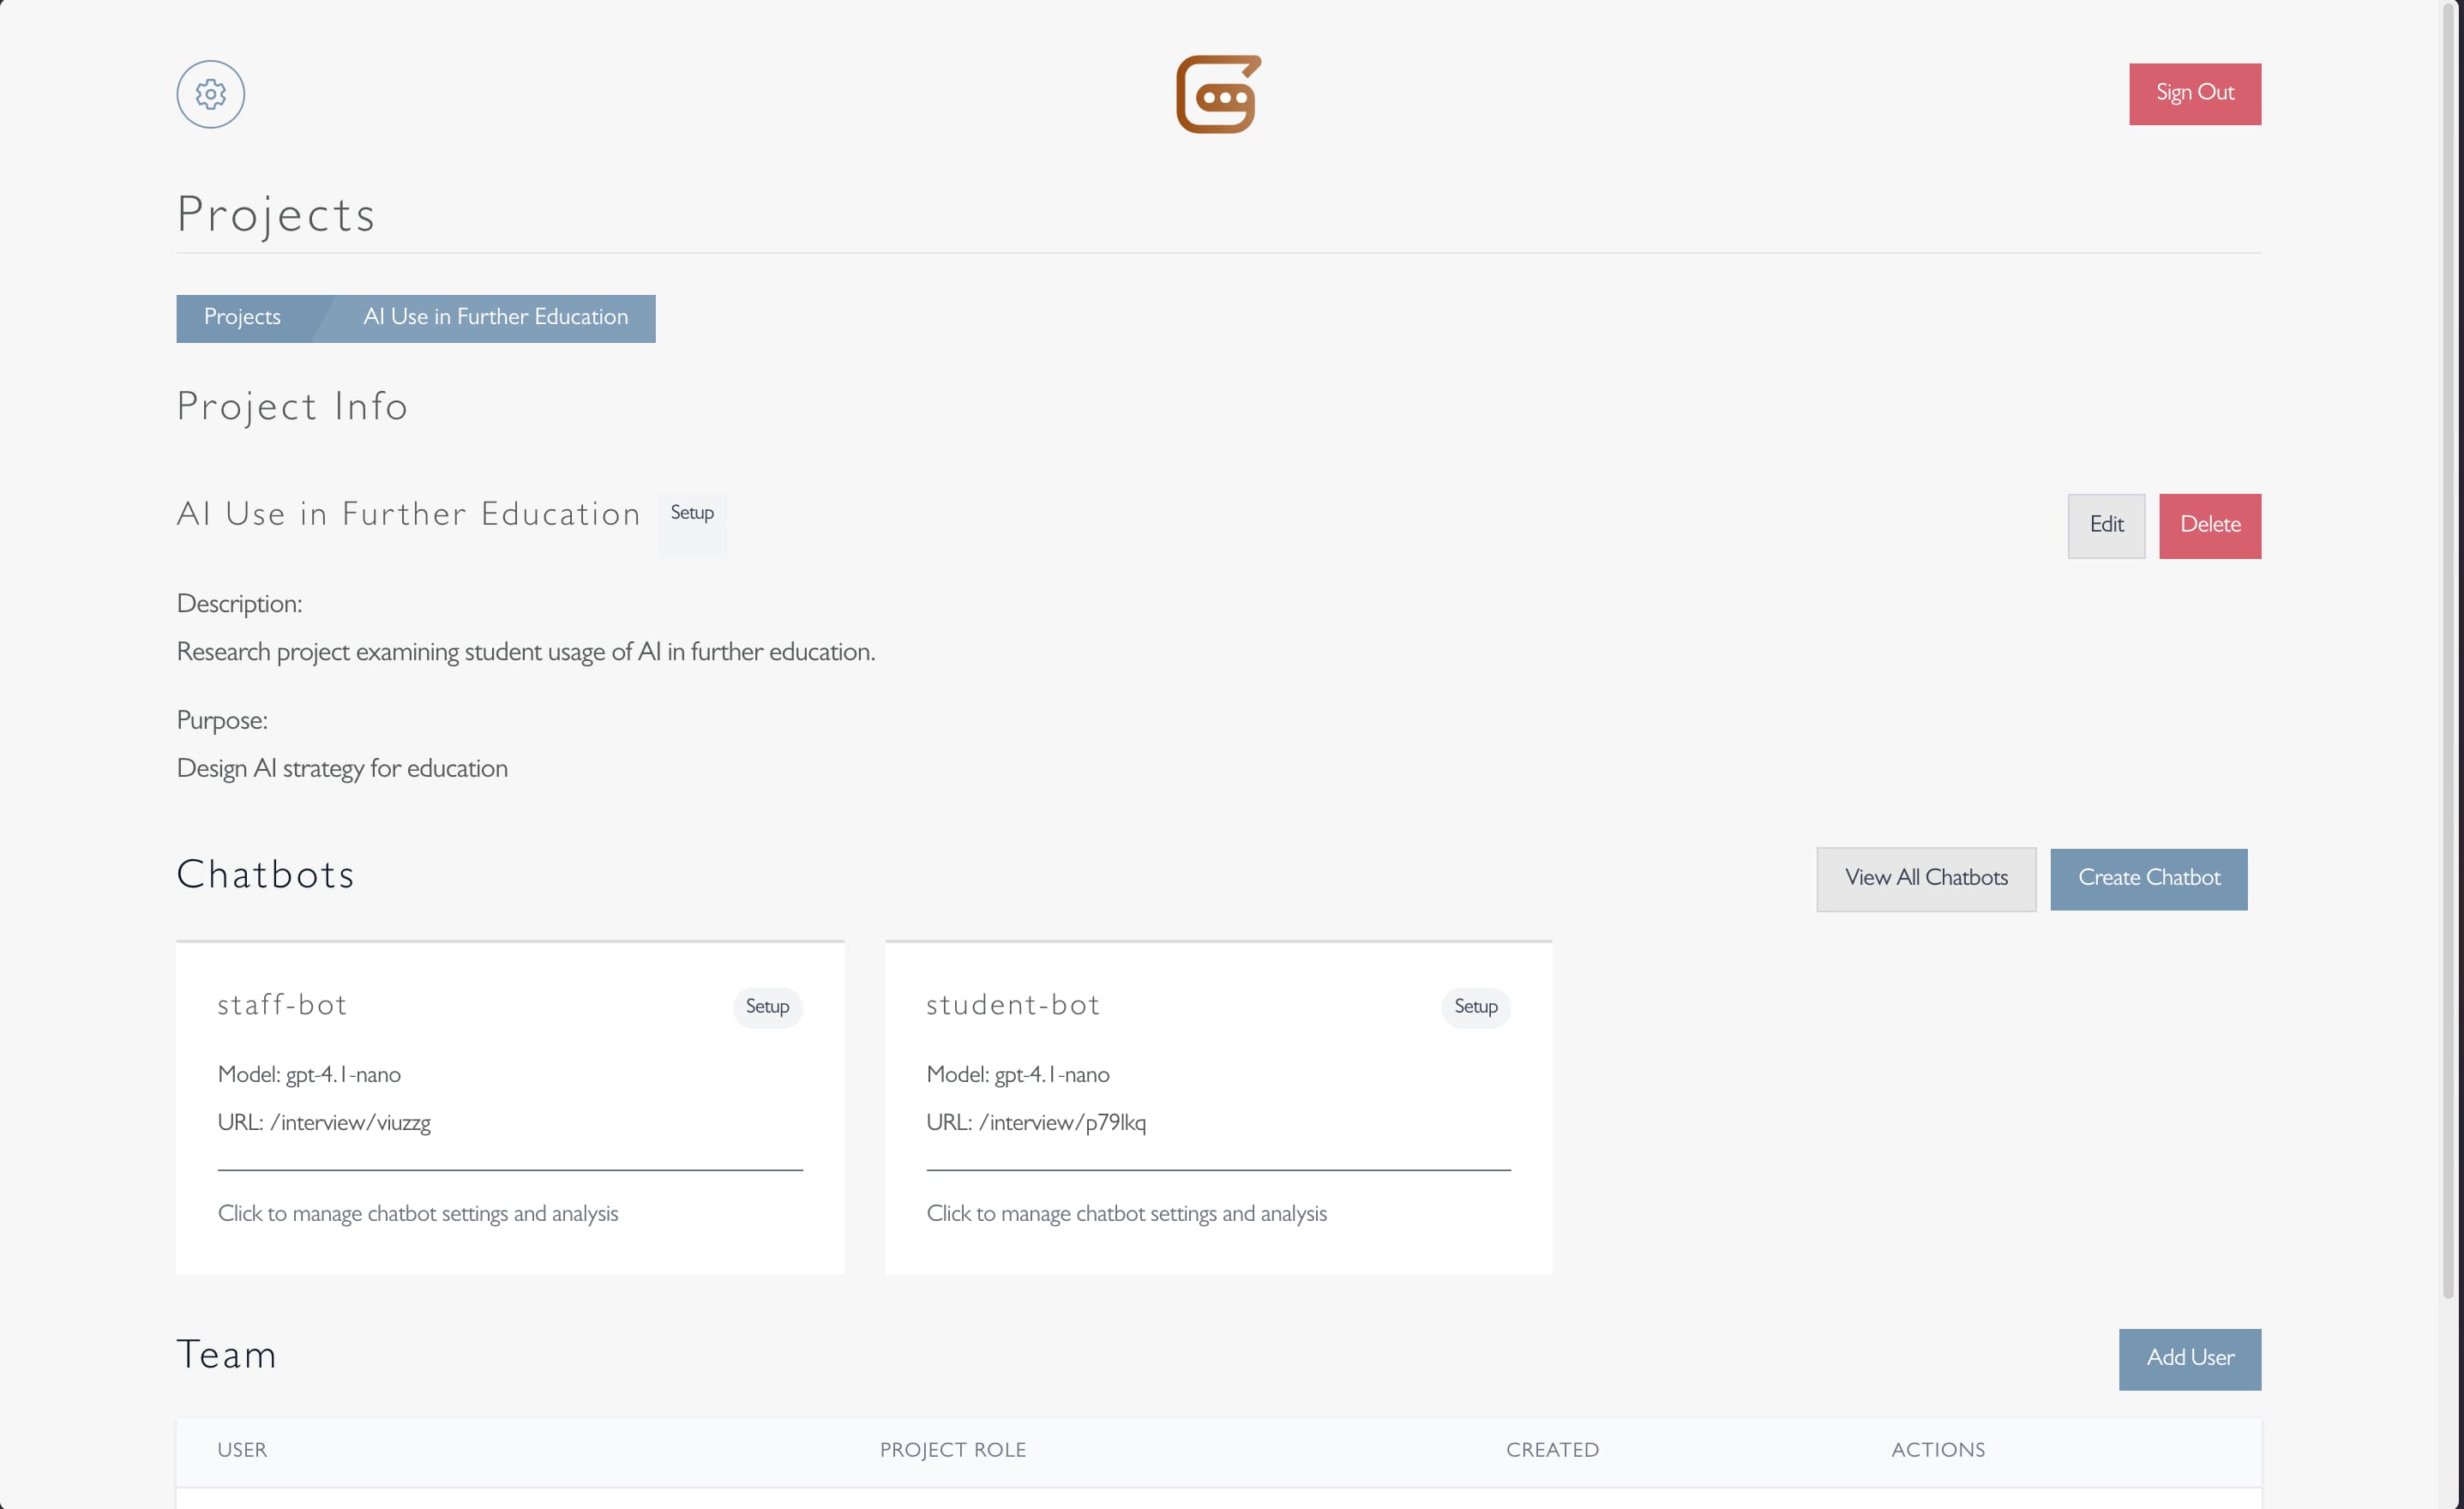 Sign Out
Projects
Projects
AI Use in Further Education
Project Info
AI Use in Further Education
Setup
Edit
Delete
Description:
Research project examining student usage of AI in further education.
Purpose:
Design AI strategy for education
Chatbots
View All Chatbots
Create Chatbot
staff-bot
Setup
Model: gpt-4.1-nano
URL: /interview/viuzzg
Click to manage chatbot settings and analysis
student-bot
Setup
Model: gpt-4.1-nano
URL: /interview/p79lkq
Click to manage chatbot settings and analysis
Team
Add User
USER
PROJECT ROLE
CREATED
ACTIONS